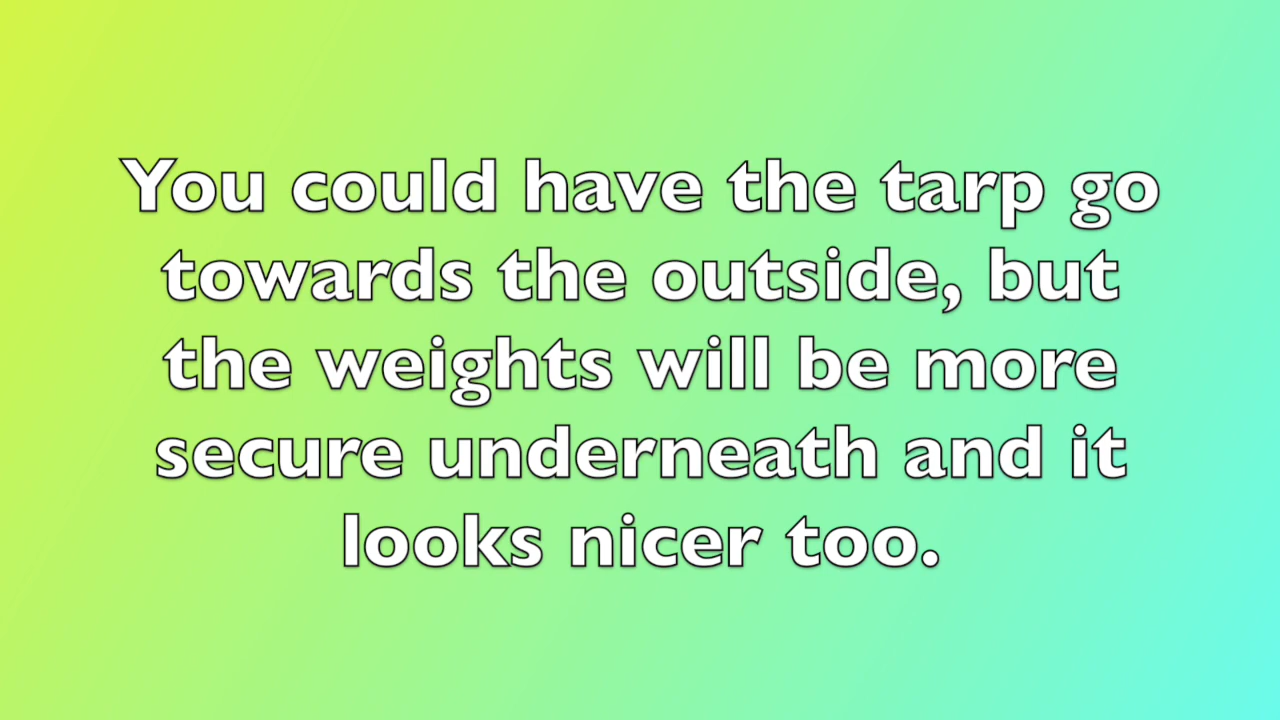 You could have the tarp go
towards the outside, but
the weights will be more
secure underneath and it
looks nicer too.